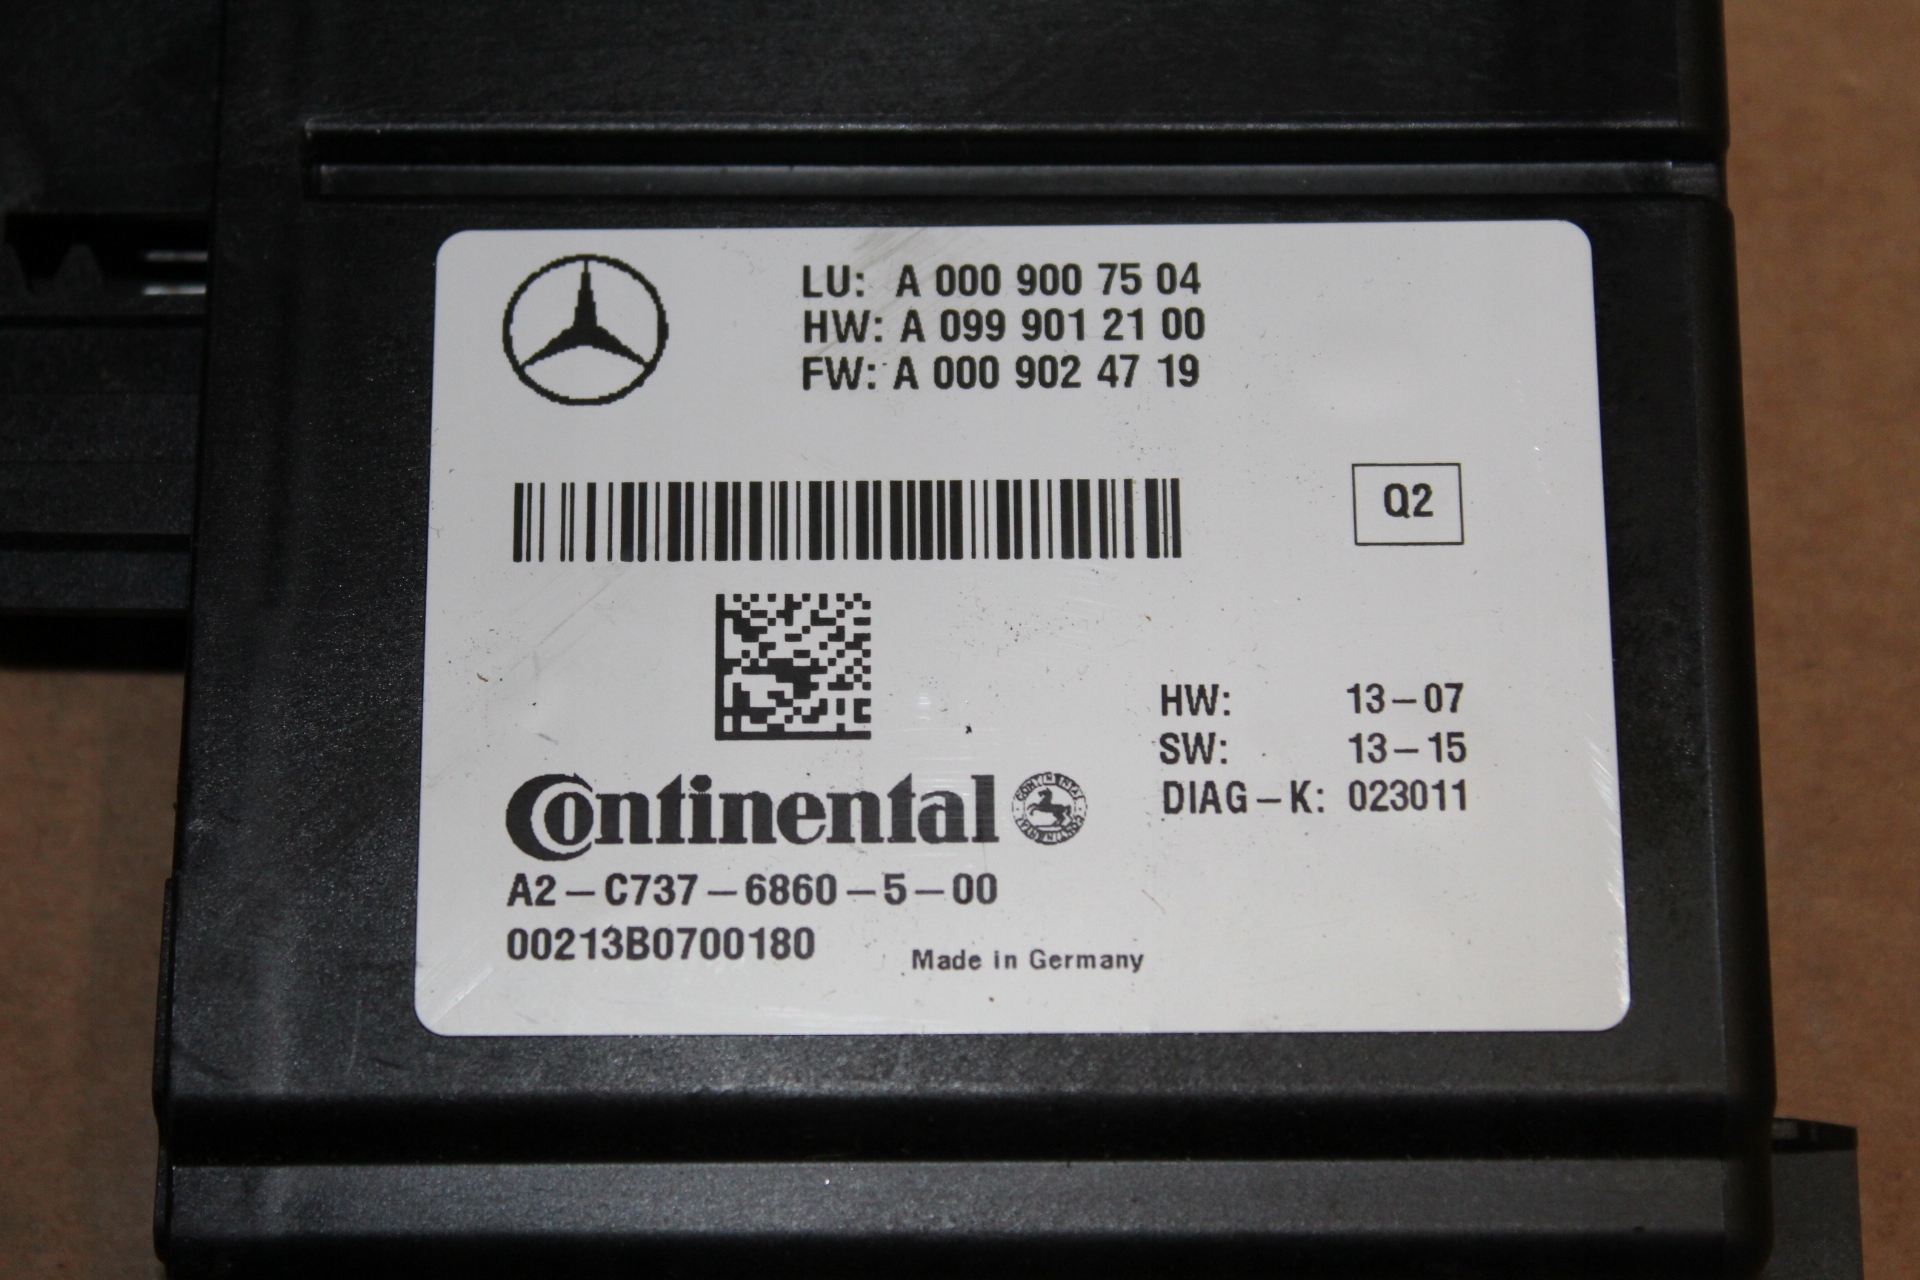 LU: A 000 900 75 04
HW: A 099 901 21 00
FW: A 000 902 47 19
Q2
HW: 13-07
SW: 13-15
DIAG-K: 023011
Continental
A2-C737-6860-5-00
00213B0700180
Made in Germany